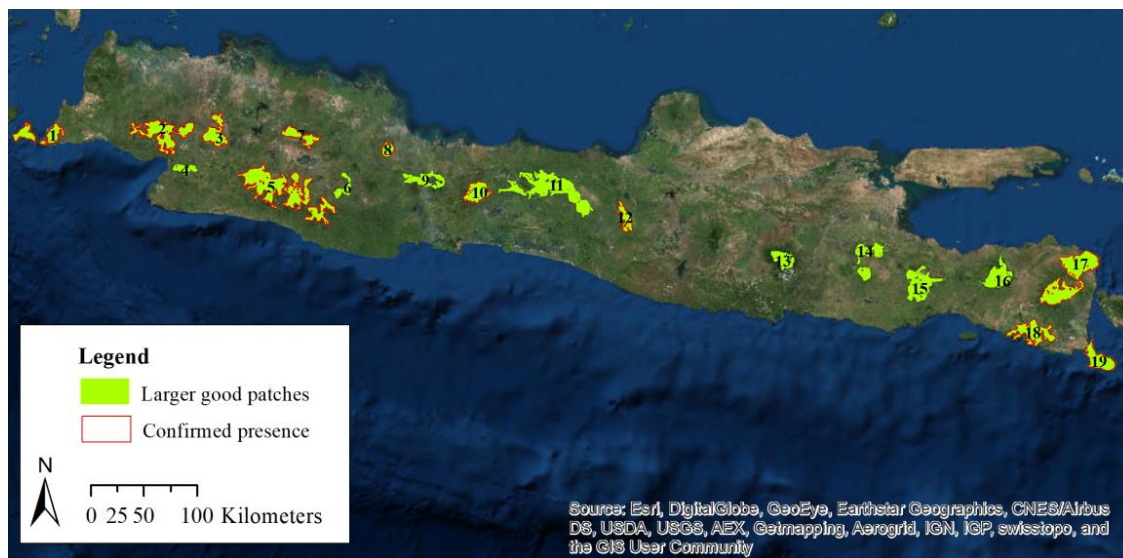 1
2
3
4
5
6
7
8
9
10
11
12
13
14
15
16
17
18
19
Legend
Larger good patches
Confirmed presence
N
0 25 50 100 Kilometers
Source: Esri, DigitalGlobe, GeoEye, Earthstar Geographics, CNES/Airbus
DS, USDA, USGS, AEX, Getmapping, Aerogrid, IGN, IGP, swisstopo, and
the GIS User Community